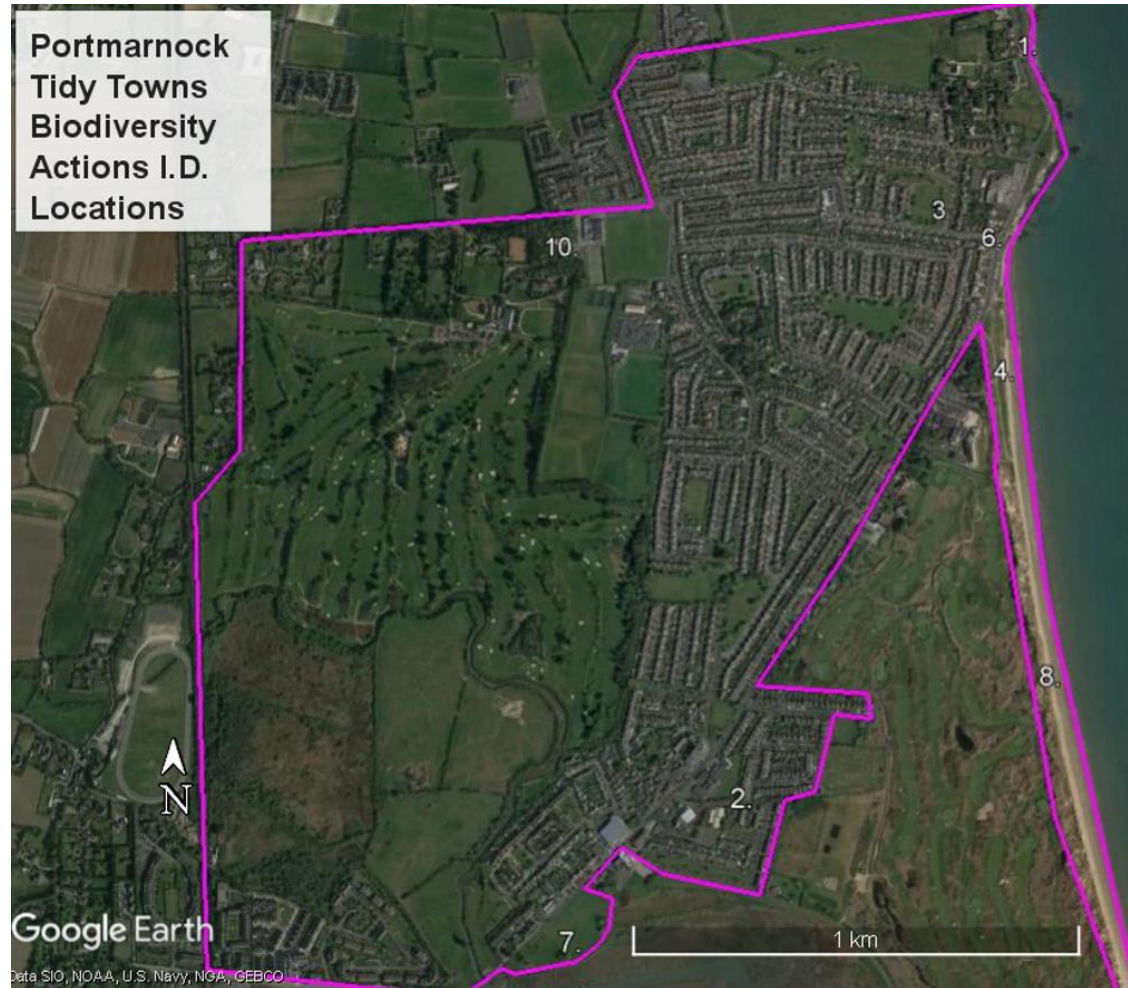 Portmarnock
Tidy Towns
Biodiversity
Actions I.D.
Locations
1.
3
6.
10.
4.
8.
N
2.
Google Earth
7.
1 km
Data SIO, NOAA, U.S. Navy, NGA, GEBCO